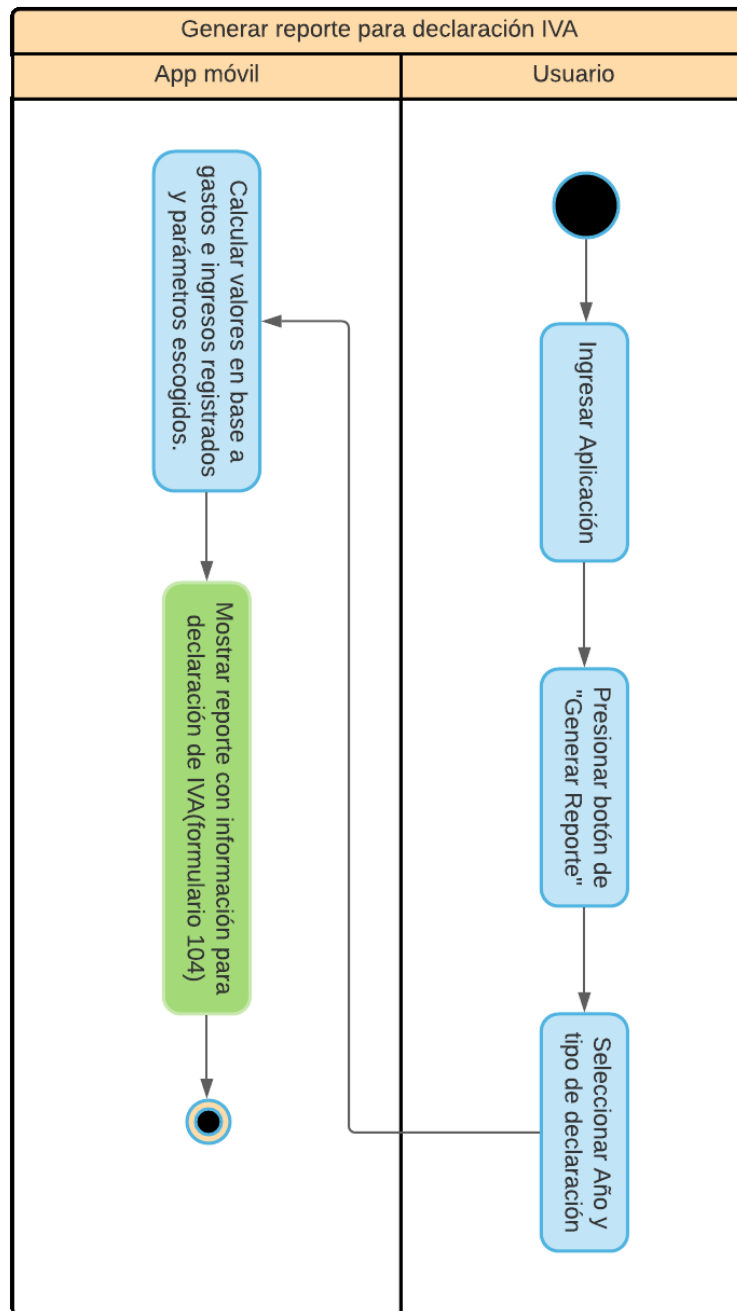 Generar reporte para declaración IVA
App móvil
Usuario
Ingresar Aplicación
Presionar botón de
"Generar Reporte"
Seleccionar Año y
tipo de declaración
Calcular valores en base a
gastos e ingresos registrados
y parámetros escogidos.
Mostrar reporte con información para
declaración de IVA(formulario 104)